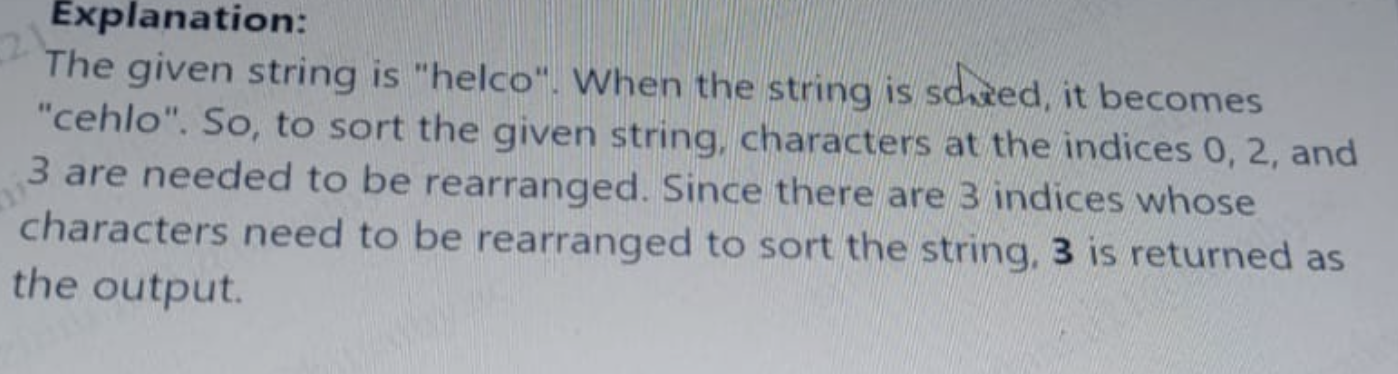 Explanation:
The given string is "helco". When the string is sorted, it becomes
"cehlo". So, to sort the given string, characters at the indices 0, 2, and
3 are needed to be rearranged. Since there are 3 indices whose
characters need to be rearranged to sort the string, 3 is returned as
the output.